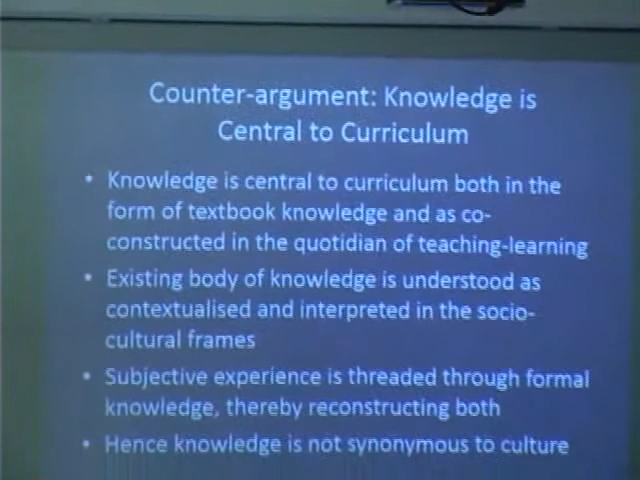 Counter-argument: Knowledge is
Central to Curriculum
• Knowledge is central to curriculum both in the
form of textbook knowledge and as co-
constructed in the quotidian of teaching-learning
• Existing body of knowledge is understood as
contextualised and interpreted in the socio-
cultural frames
• Subjective experience is threaded through formal
knowledge, thereby reconstructing both
• Hence knowledge is not synonymous to culture